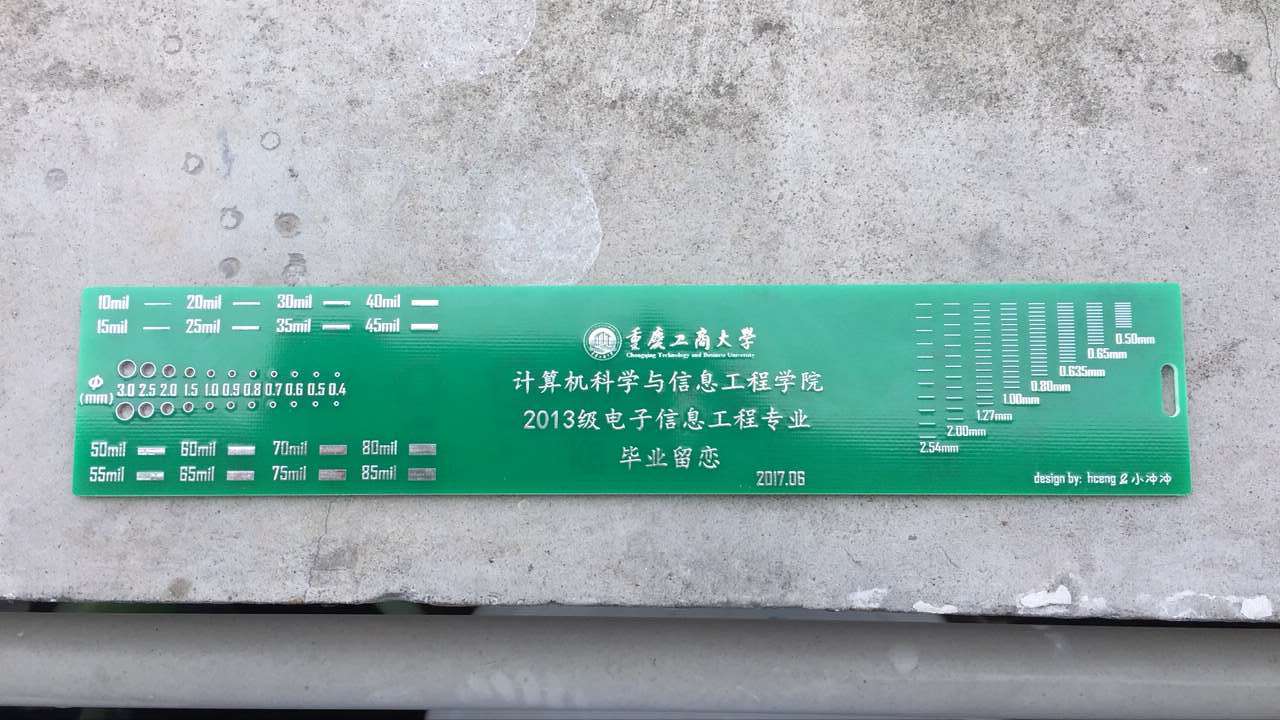 10mil 20mil 30mil 40mil
15mil 25mil 35mil 45mil
Φ 3.0 2.5 2.0 1.5 1.0 0.9 0.8 0.7 0.6 0.5 0.4
(mm)
50mil 60mil 70mil 80mil
55mil 65mil 75mil 85mil
重庆工商大学
Chongqing Technology and Business University
计算机科学与信息工程学院
2013级电子信息工程专业
毕业留恋
2017.06
0.50mm
0.65mm
0.635mm
0.80mm
1.00mm
1.27mm
2.00mm
2.54mm
design by: hceng & 小冲冲